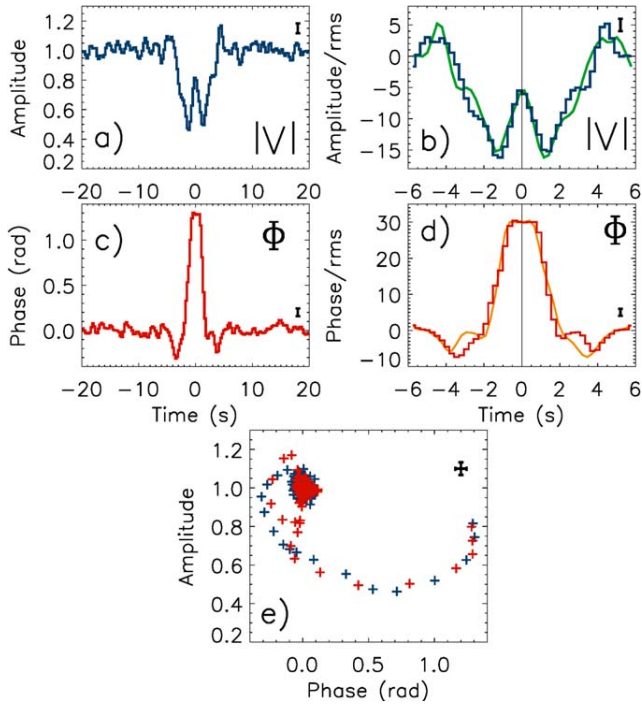 1.2
1.0
0.8
0.6
0.4
0.2
Amplitude
a)
|V|
−20 −10 0 10 20
5
0
−5
−10
−15
Amplitude/rms
b)
|V|
−6 −4 −2 0 2 4 6
1.0
0.5
0.0
Phase (rad)
c)
Φ
−20 −10 0 10 20
Time (s)
30
20
10
0
−10
Phase/rms
d)
Φ
−6 −4 −2 0 2 4 6
Time (s)
1.2
1.0
0.8
0.6
0.4
0.2
Amplitude
e)
0.0 0.5 1.0
Phase (rad)